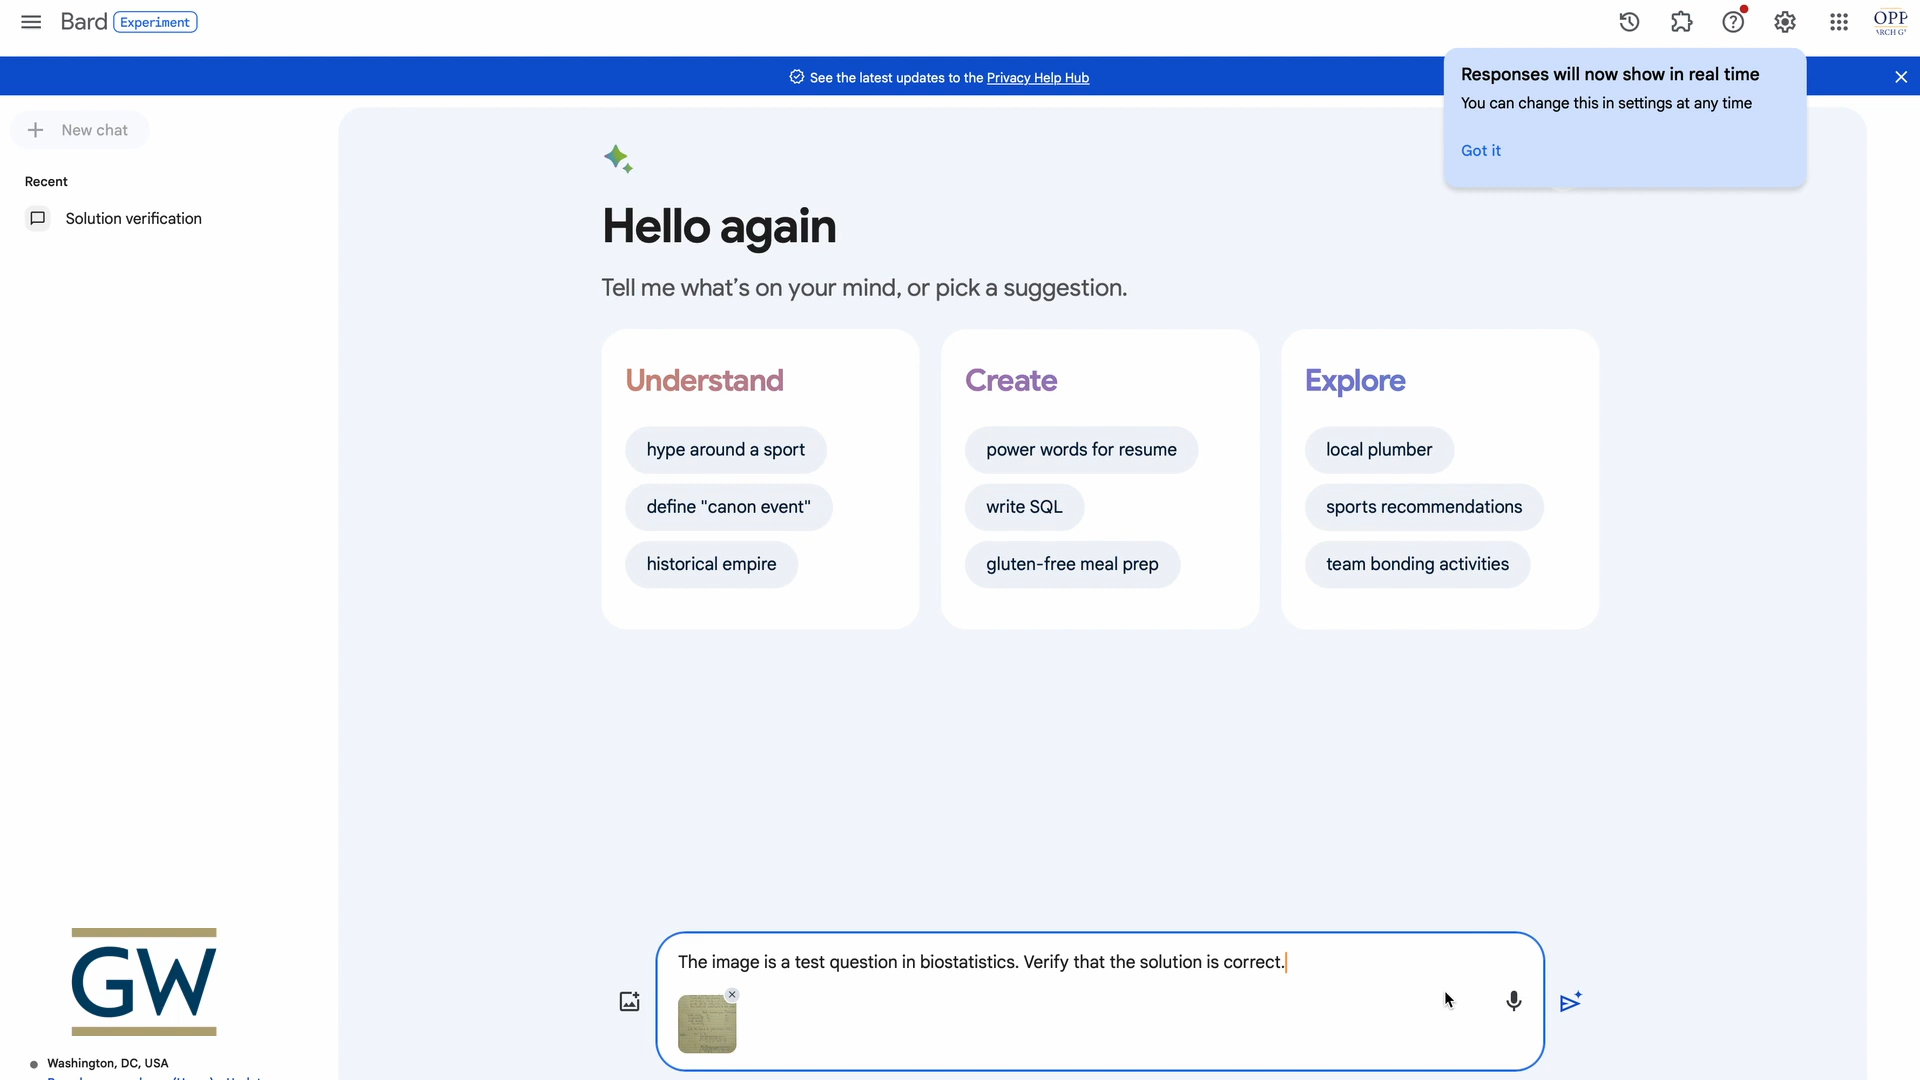 Bard Experiment
OPP
See the latest updates to the Privacy Help Hub
Responses will now show in real time
You can change this in settings at any time
Got it
New chat
Recent
Solution verification
Hello again
Tell me what's on your mind, or pick a suggestion.
Understand
hype around a sport
define "canon event"
historical empire
Create
power words for resume
write SQL
gluten-free meal prep
Explore
local plumber
sports recommendations
team bonding activities
The image is a test question in biostatistics. Verify that the solution is correct.
GW
Washington, DC, USA